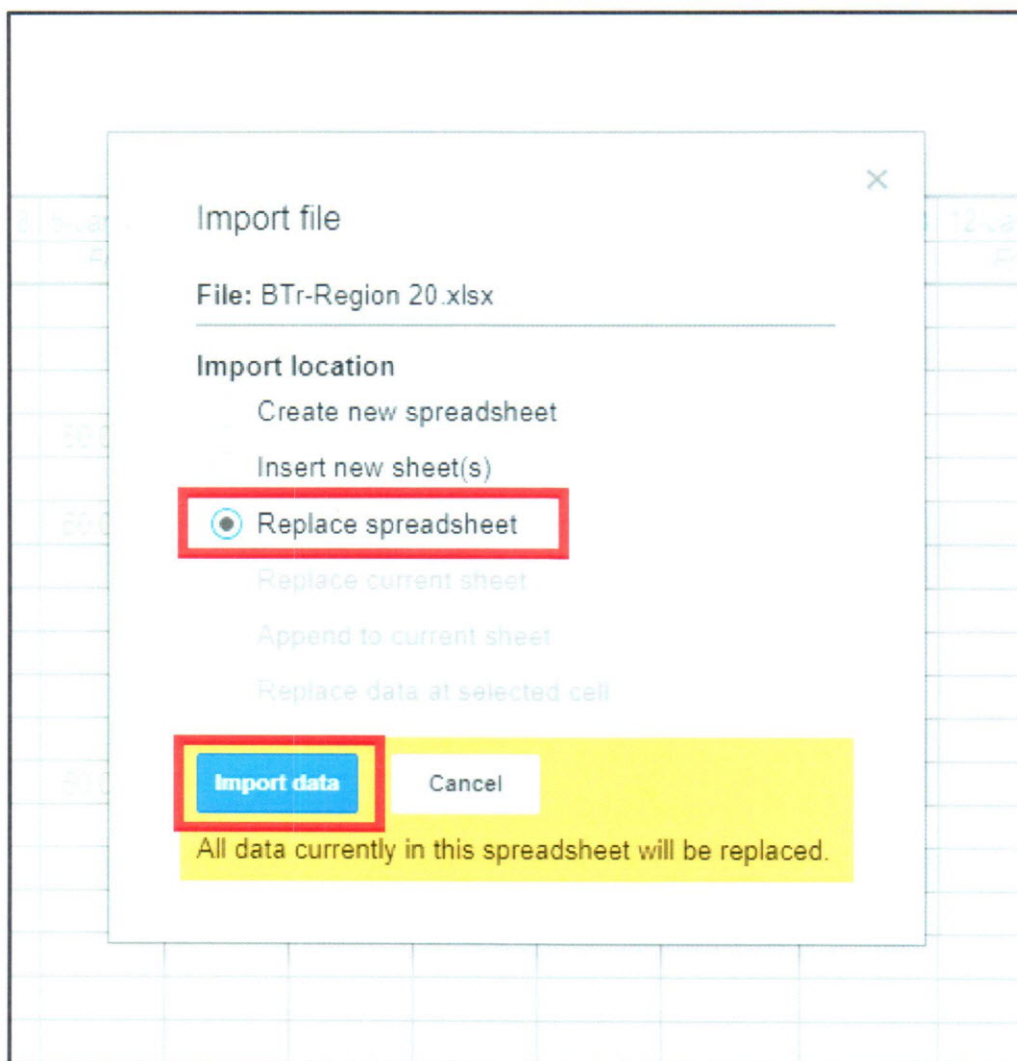 ×
Import file
File: BTr-Region 20.xlsx
Import location
Create new spreadsheet
Insert new sheet(s)
Replace spreadsheet
Replace current sheet
Append to current sheet
Replace data at selected cell
Import data Cancel
All data currently in this spreadsheet will be replaced.